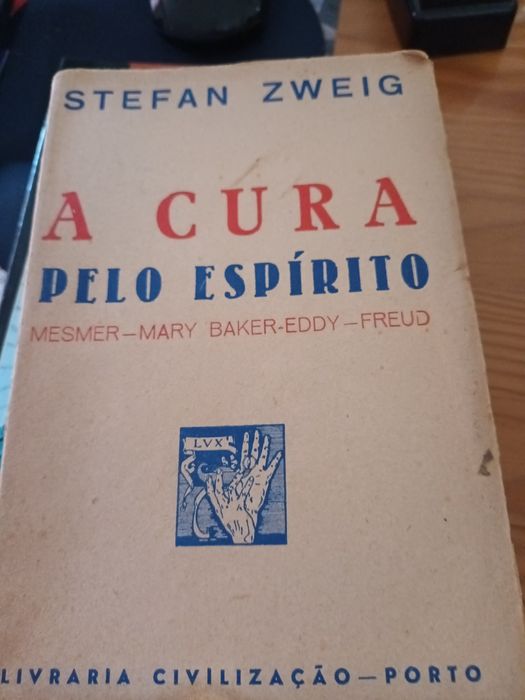 STEFAN ZWEIG
A CURA
PELO ESPÍRITO
MESMER—MARY BAKER-EDDY—FREUD
LVX
LIVRARIA CIVILIZAÇÃO—PORTO